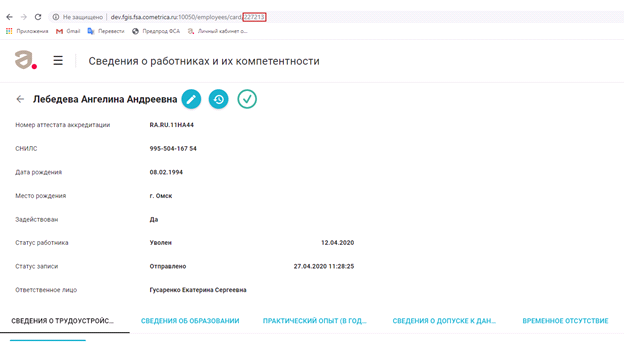 Не защищено | dev.fgis.fsa.cometrica.ru:10050/employees/card/227213
Приложения Gmail Перевести Предпрод ФСА Личный кабинет о...
Сведения о работниках и их компетентности
Лебедева Ангелина Андреевна
Номер аттестата аккредитации RA.RU.11НА44
СНИЛС 995-504-167 54
Дата рождения 08.02.1994
Место рождения г. Омск
Задействован Да
Статус работника Уволен 12.04.2020
Статус записи Отправлено 27.04.2020 11:28:25
Ответственное лицо Гусаренко Екатерина Сергеевна
СВЕДЕНИЯ О ТРУДОУСТРОЙС... СВЕДЕНИЯ ОБ ОБРАЗОВАНИИ ПРАКТИЧЕСКИЙ ОПЫТ (В ГОД... СВЕДЕНИЯ О ДОПУСКЕ К ДАН... ВРЕМЕННОЕ ОТСУТСТВИЕ